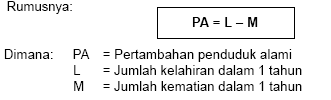 Rumusnya:
PA = L – M
Dimana: PA = Pertambahan penduduk alami
L = Jumlah kelahiran dalam 1 tahun
M = Jumlah kematian dalam 1 tahun